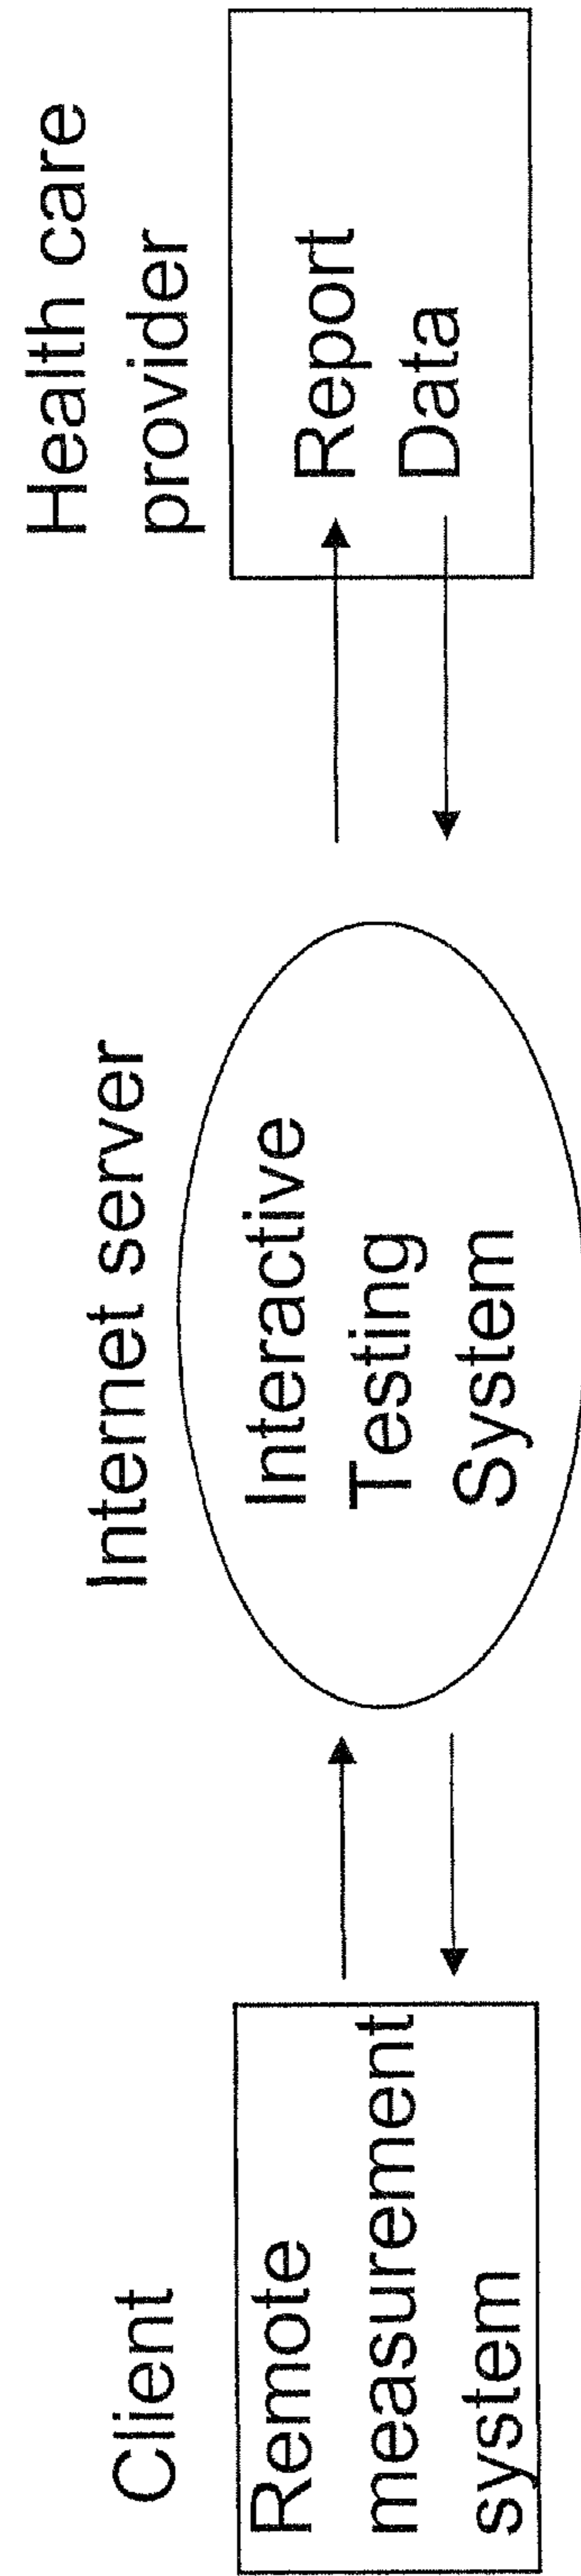 Client
Remote
measurement
system
Internet server
Interactive
Testing
System
Health care
provider
Report
Data